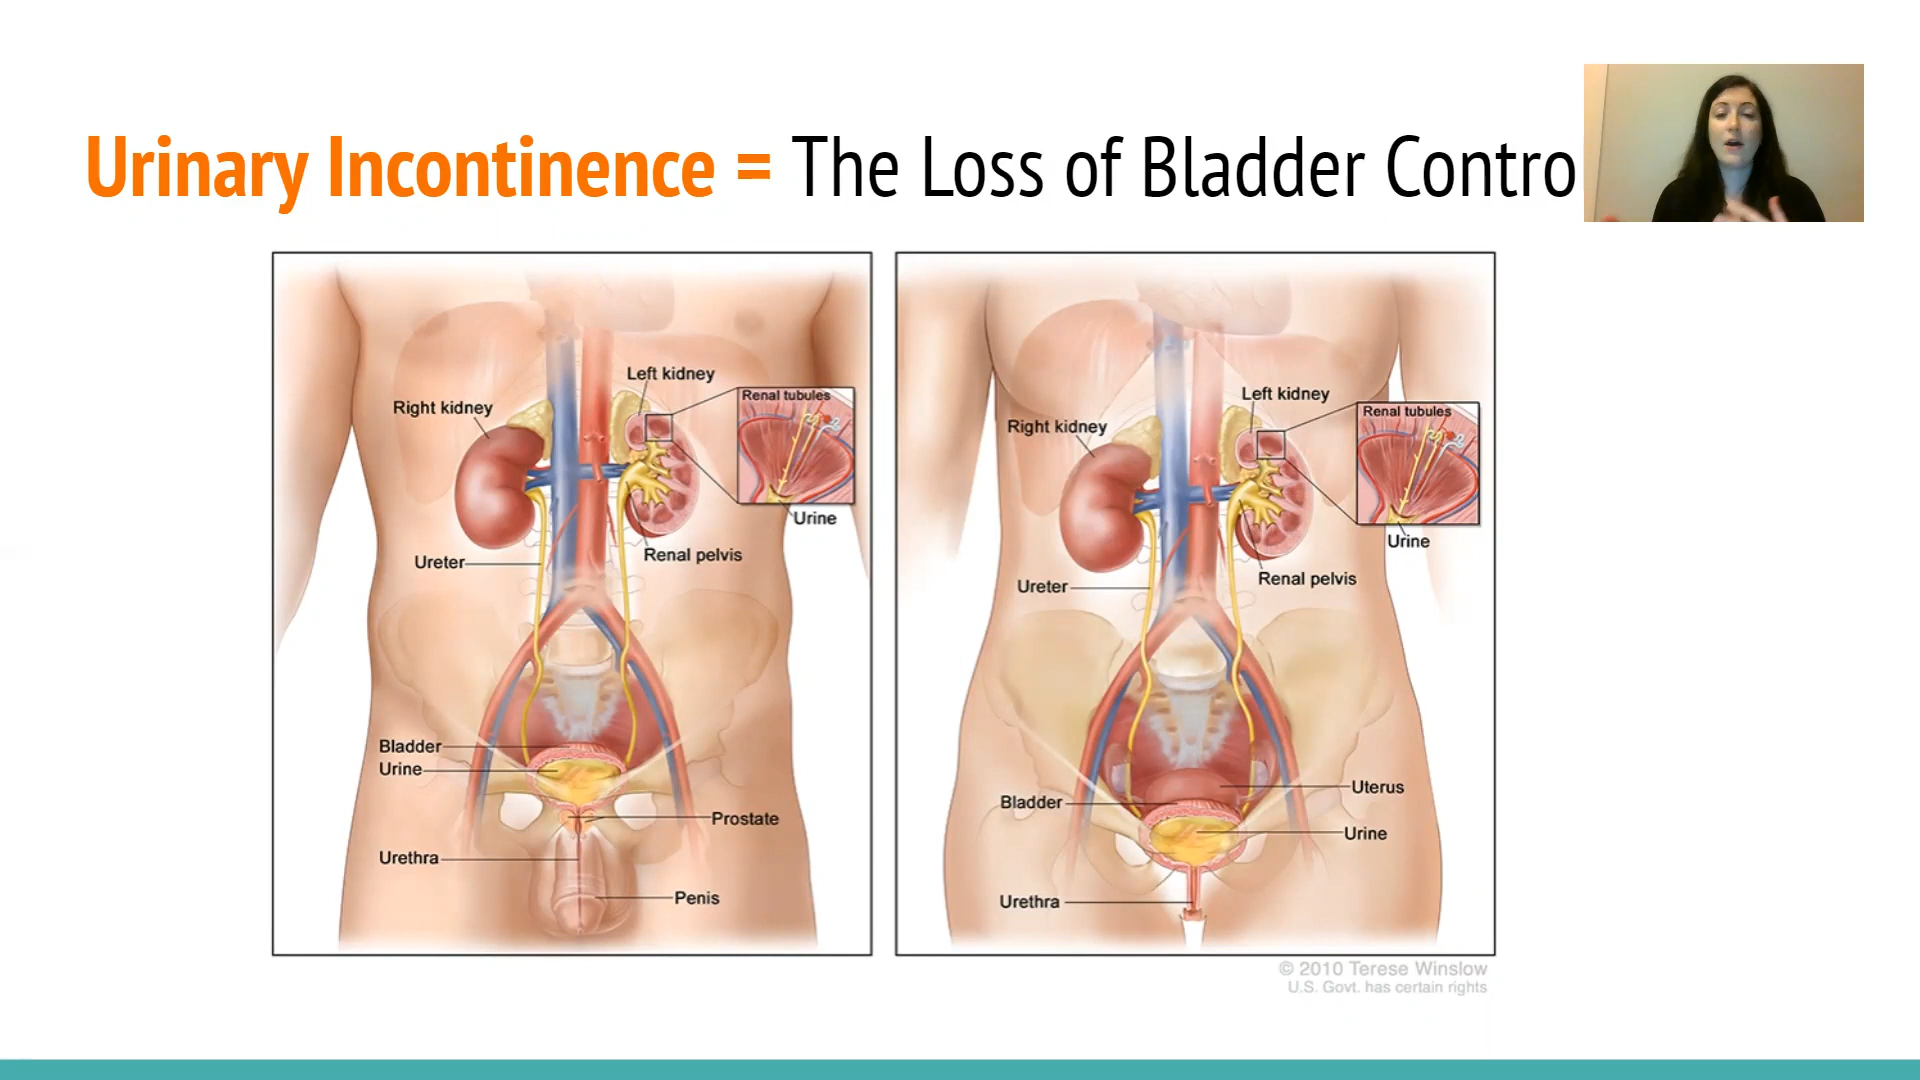 Urinary Incontinence = The Loss of Bladder Contro
Left kidney
Right kidney
Renal tubules
Urine
Renal pelvis
Ureter
Bladder
Urine
Prostate
Urethra
Penis
Left kidney
Right kidney
Renal tubules
Urine
Renal pelvis
Ureter
Uterus
Bladder
Urine
Urethra
© 2010 Terese Winslow
U.S. Govt. has certain rights